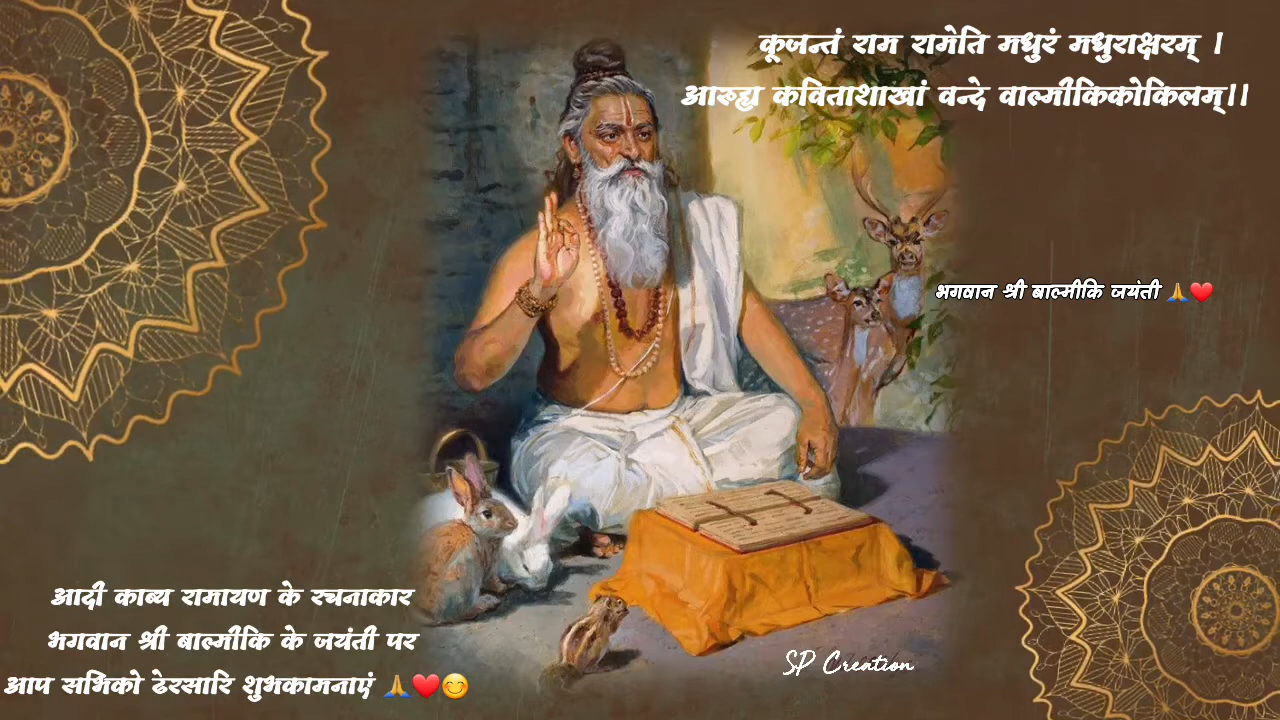 कूजन्तं राम रामेति मधुरं मधुराक्षरम् ।
आरुह्य कविताशाखां वन्दे वाल्मीकिकोकिलम्।।
भगवान श्री बाल्मीकि जयंती 🙏❤️
आदी काब्य रामायण के रचनाकार
भगवान श्री बाल्मीकि के जयंती पर
आप सभिको ढेरसारि शुभकामनाएं 🙏❤️😊
SP Creation